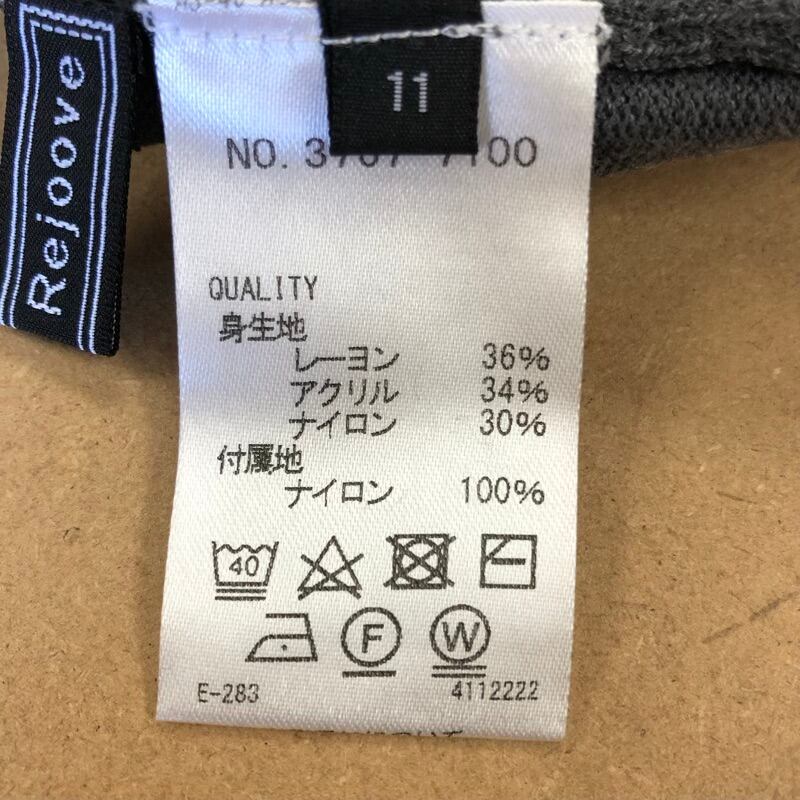 Rejoove
11
QUALITY
身生地
レーヨン 36%
アクリル 34%
ナイロン 30%
付属地
ナイロン 100%
40
F
W
E-283 4112222